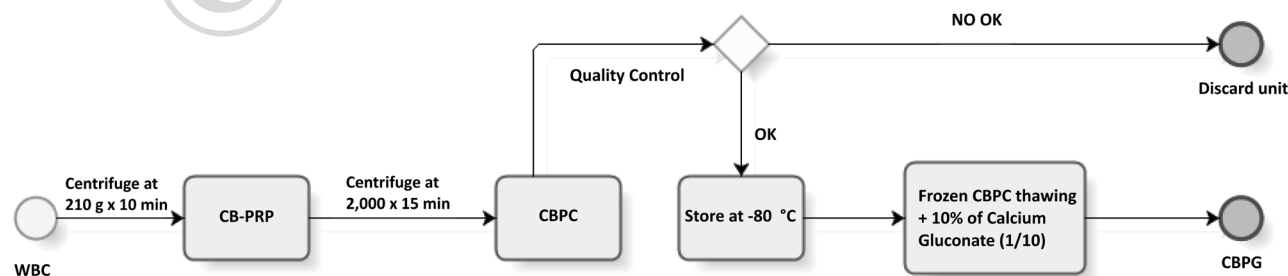 NO OK
Quality Control
Discard unit
OK
Centrifuge at
210 g x 10 min
CB-PRP
Centrifuge at
2,000 x 15 min
CBPC
Store at -80 °C
Frozen CBPC thawing
+ 10% of Calcium
Gluconate (1/10)
WBC
CBPG